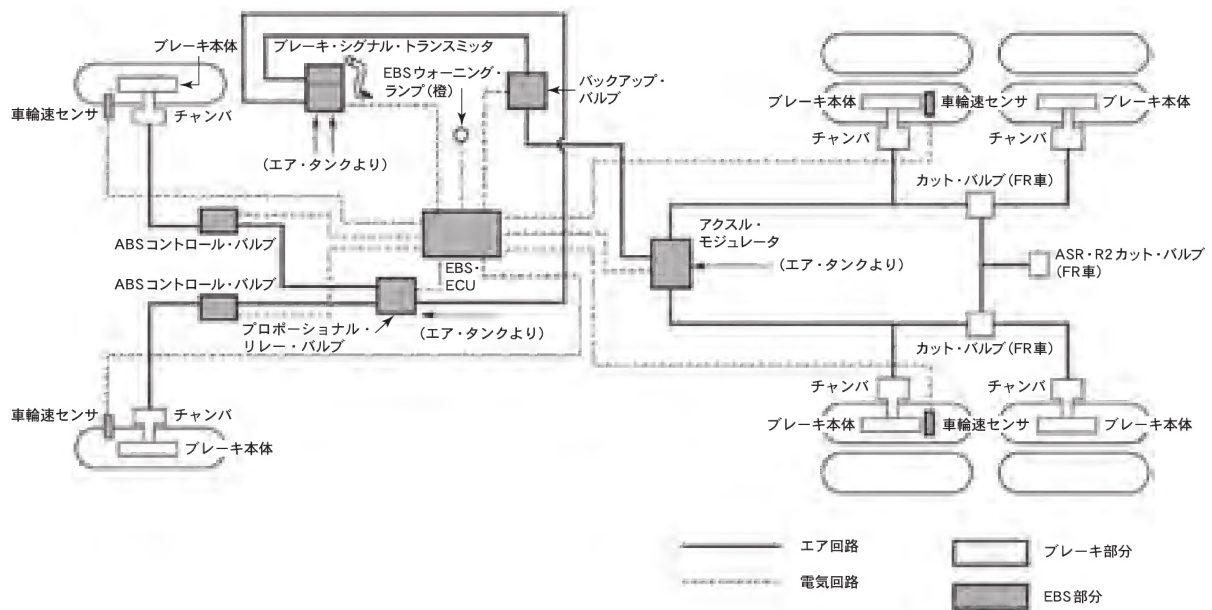 ブレーキ本体
ブレーキ・シグナル・トランスミッタ
EBSウォーニング・
ランプ(橙)
バックアップ・
バルブ
車輪速センサ
チャンバ
(エア・タンクより)
ブレーキ本体
車輪速センサ
ブレーキ本体
チャンバ
チャンバ
カット・バルブ(FR車)
ABSコントロール・バルブ
アクスル・
モジュレータ
(エア・タンクより)
ASR・R2カット・バルブ
(FR車)
EBS・
ECU
ABSコントロール・バルブ
プロポーショナル・
リレー・バルブ
(エア・タンクより)
カット・バルブ(FR車)
車輪速センサ
チャンバ
ブレーキ本体
チャンバ
チャンバ
ブレーキ本体
車輪速センサ
ブレーキ本体
エア回路
ブレーキ部分
電気回路
EBS部分